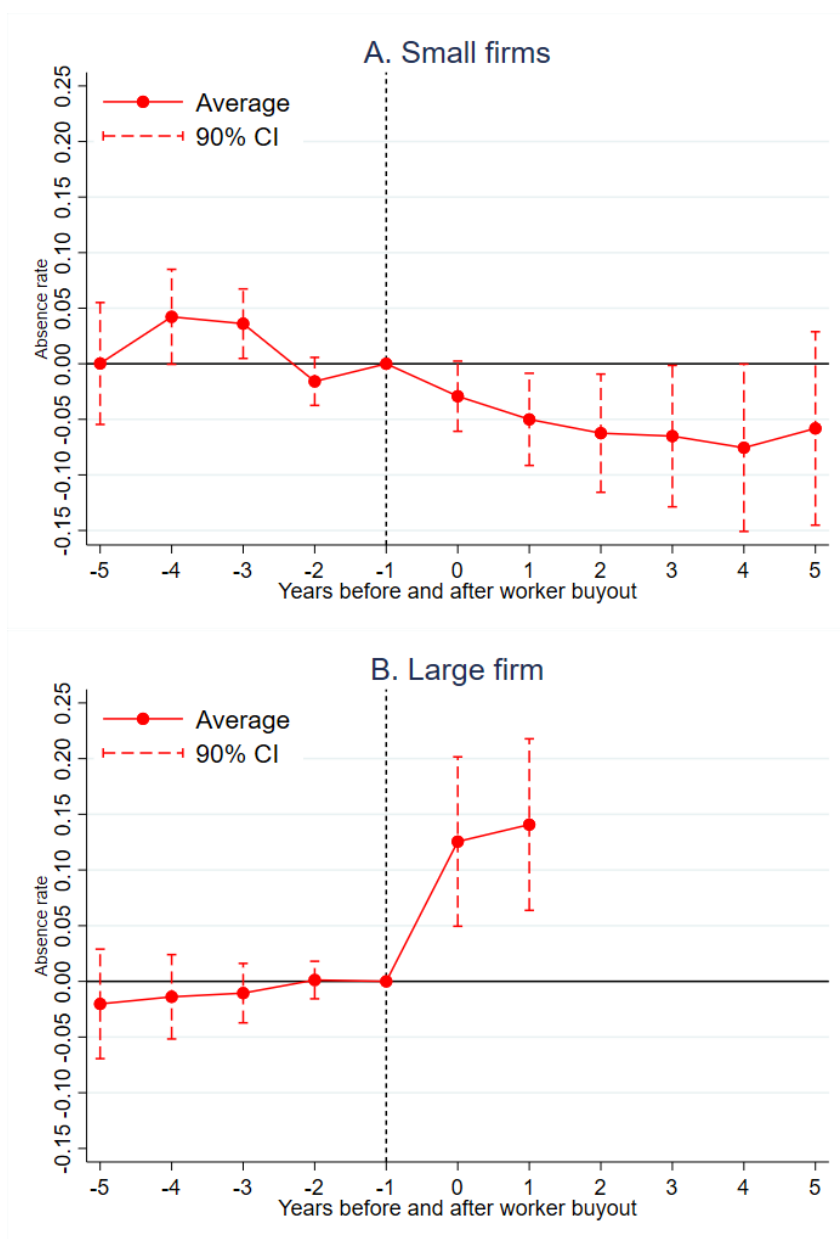 A. Small firms
Average
90% CI
Absence rate
0.25
0.20
0.15
0.10
0.05
0.00
-0.05
-0.10
-0.15
-5 -4 -3 -2 -1 0 1 2 3 4 5
Years before and after worker buyout
B. Large firm
Average
90% CI
Absence rate
0.25
0.20
0.15
0.10
0.05
0.00
-0.05
-0.10
-0.15
-5 -4 -3 -2 -1 0 1 2 3 4 5
Years before and after worker buyout